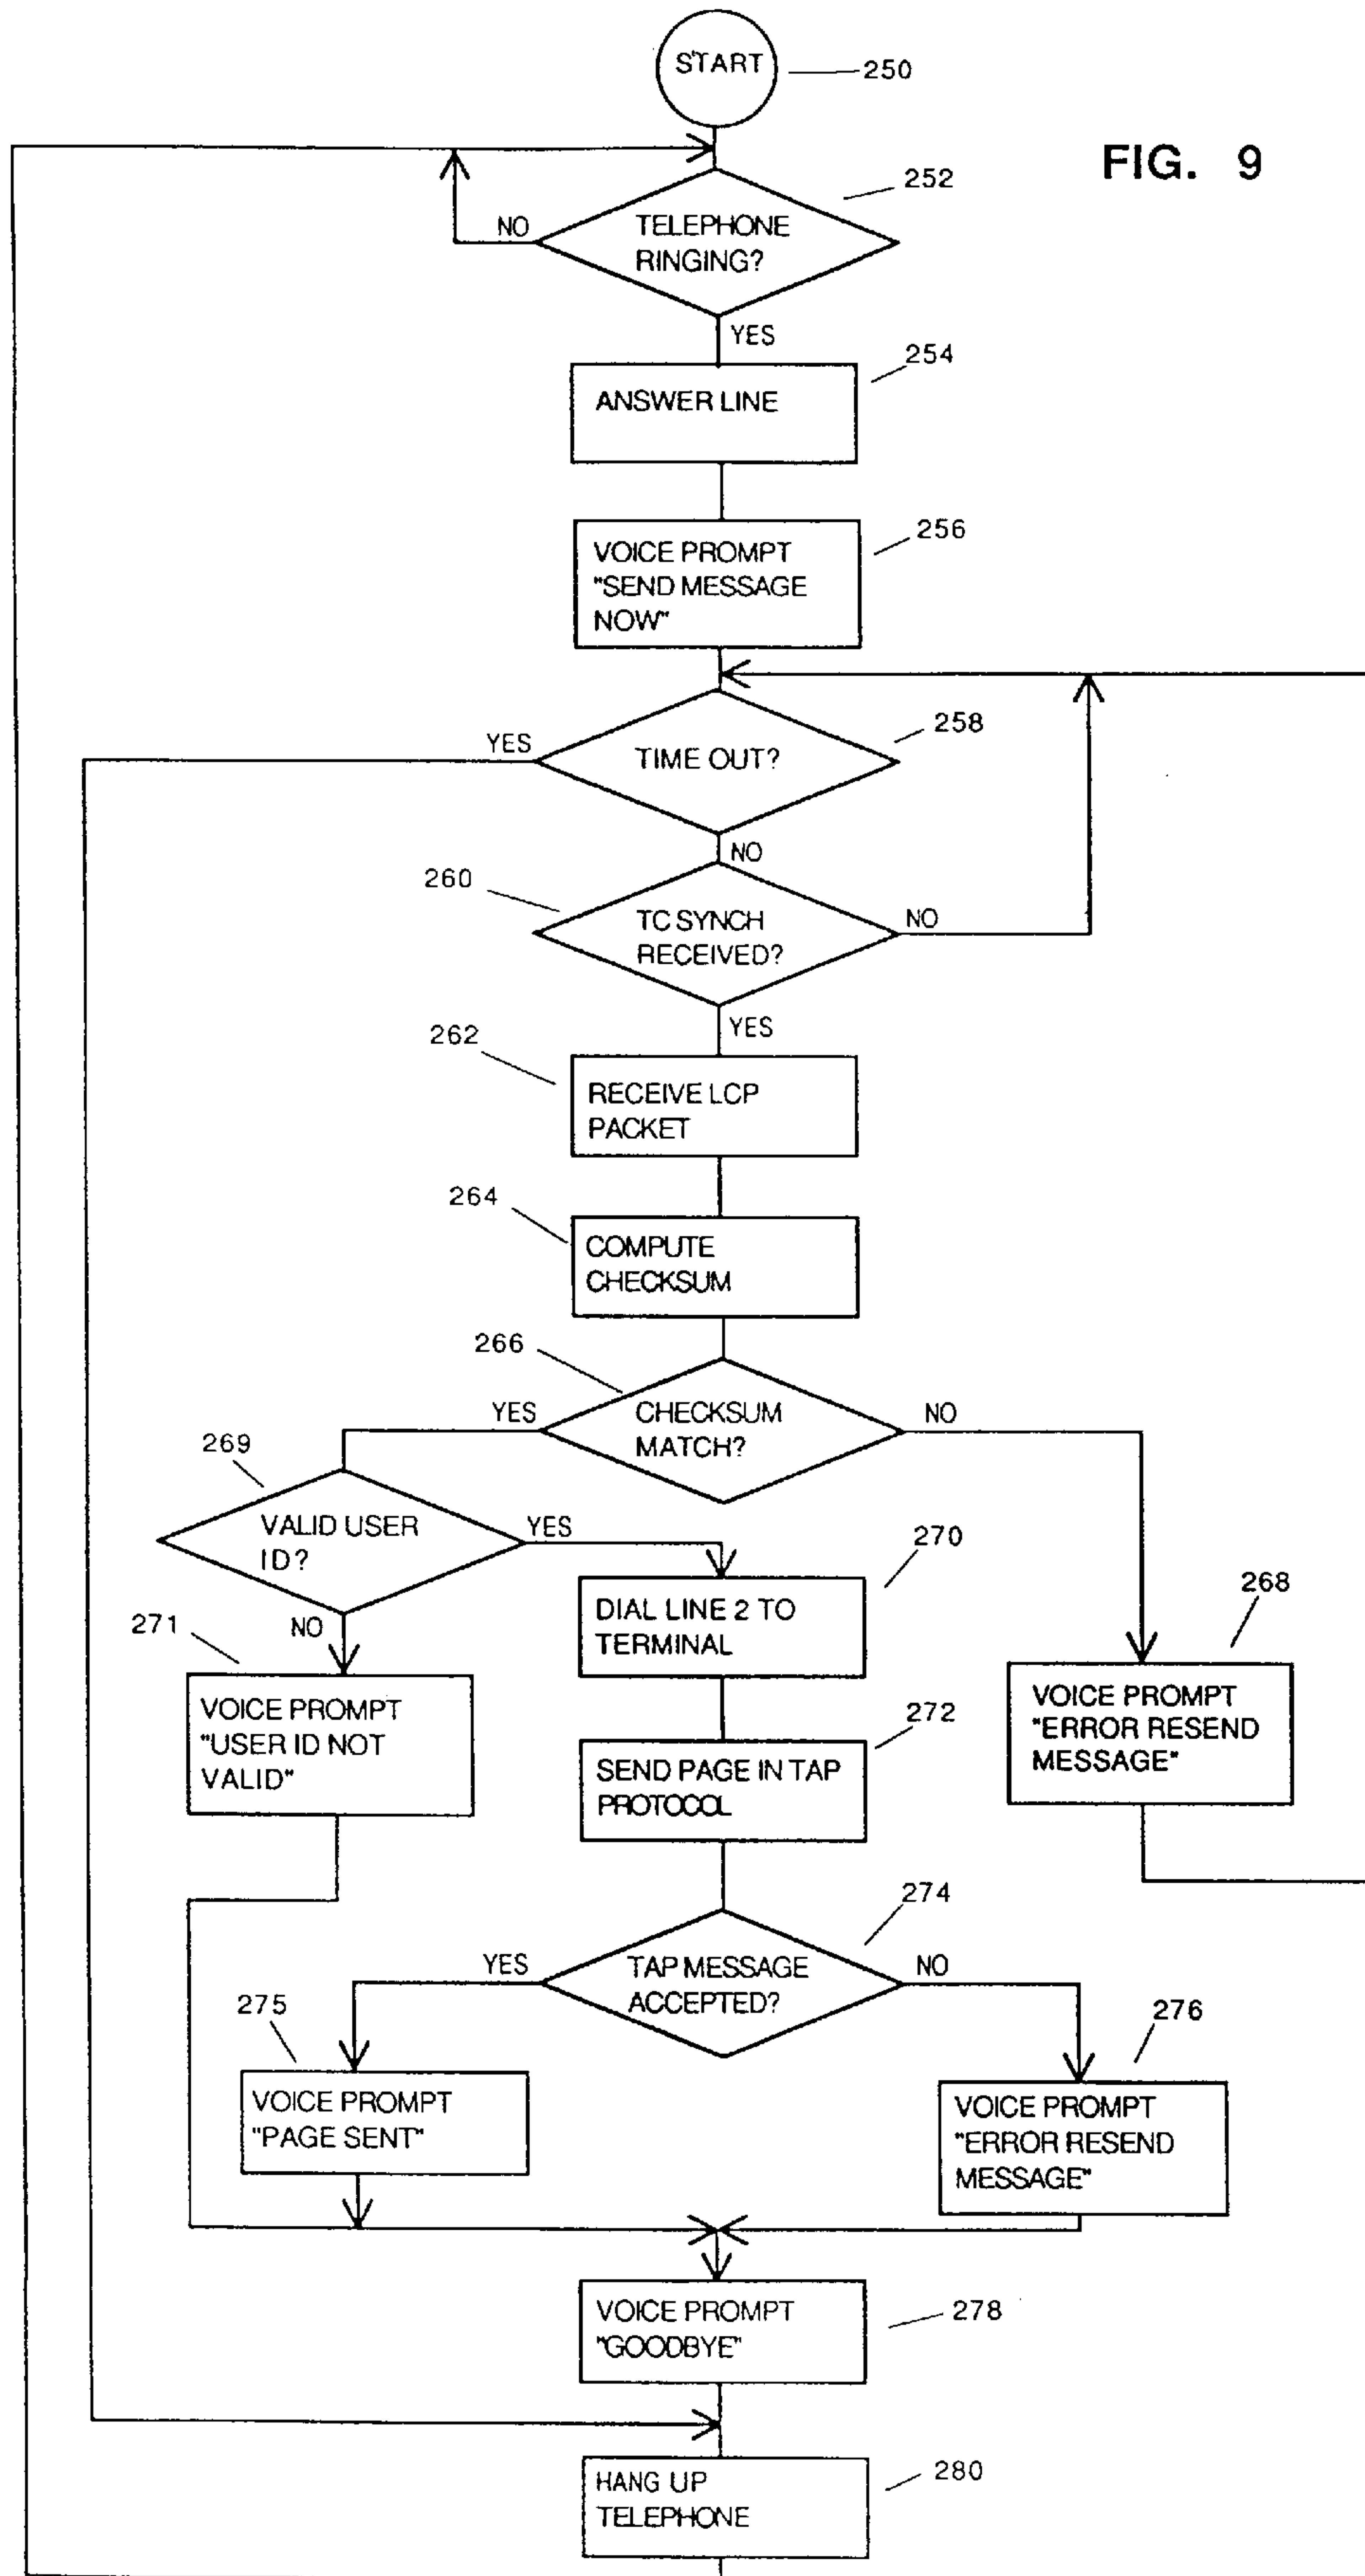 START
250
FIG. 9
252
TELEPHONE
RINGING?
NO
YES
254
ANSWER LINE
256
VOICE PROMPT
"SEND MESSAGE
NOW"
258
YES
TIME OUT?
NO
260
TC SYNCH
RECEIVED?
NO
YES
262
RECEIVE LCP
PACKET
264
COMPUTE
CHECKSUM
266
YES
CHECKSUM
MATCH?
NO
269
VALID USER
ID?
YES
NO
270
DIAL LINE 2 TO
TERMINAL
268
VOICE PROMPT
"ERROR RESEND
MESSAGE"
271
VOICE PROMPT
"USER ID NOT
VALID"
272
SEND PAGE IN TAP
PROTOCOL
274
YES
TAP MESSAGE
ACCEPTED?
NO
275
VOICE PROMPT
"PAGE SENT"
276
VOICE PROMPT
"ERROR RESEND
MESSAGE"
278
VOICE PROMPT
"GOODBYE"
280
HANG UP
TELEPHONE